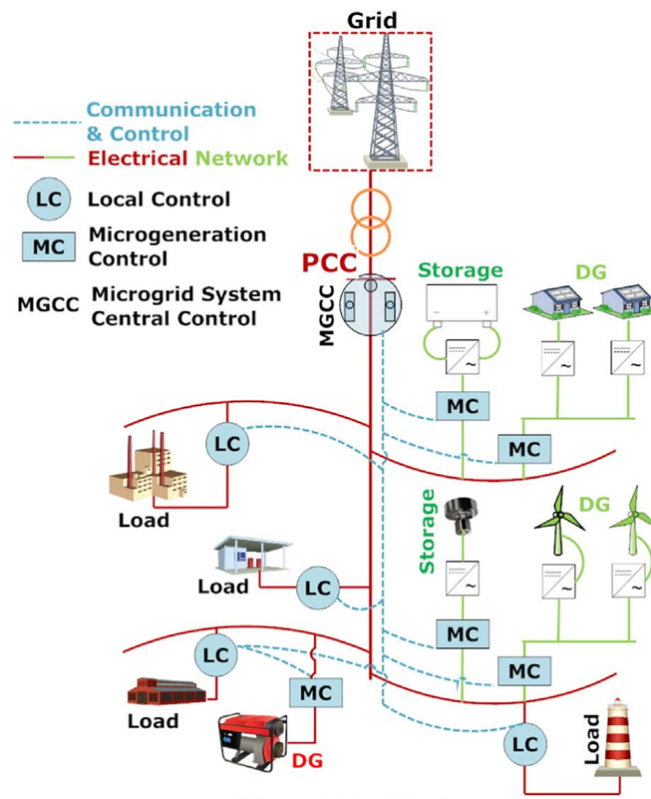 Grid
Communication
& Control
Electrical Network
LC Local Control
MC Microgeneration
Control
MGCC Microgrid System
Central Control
PCC
MGCC
Storage
DG
MC
MC
LC
Load
Storage
DG
Load
LC
MC
MC
LC
MC
Load
DG
LC
Load